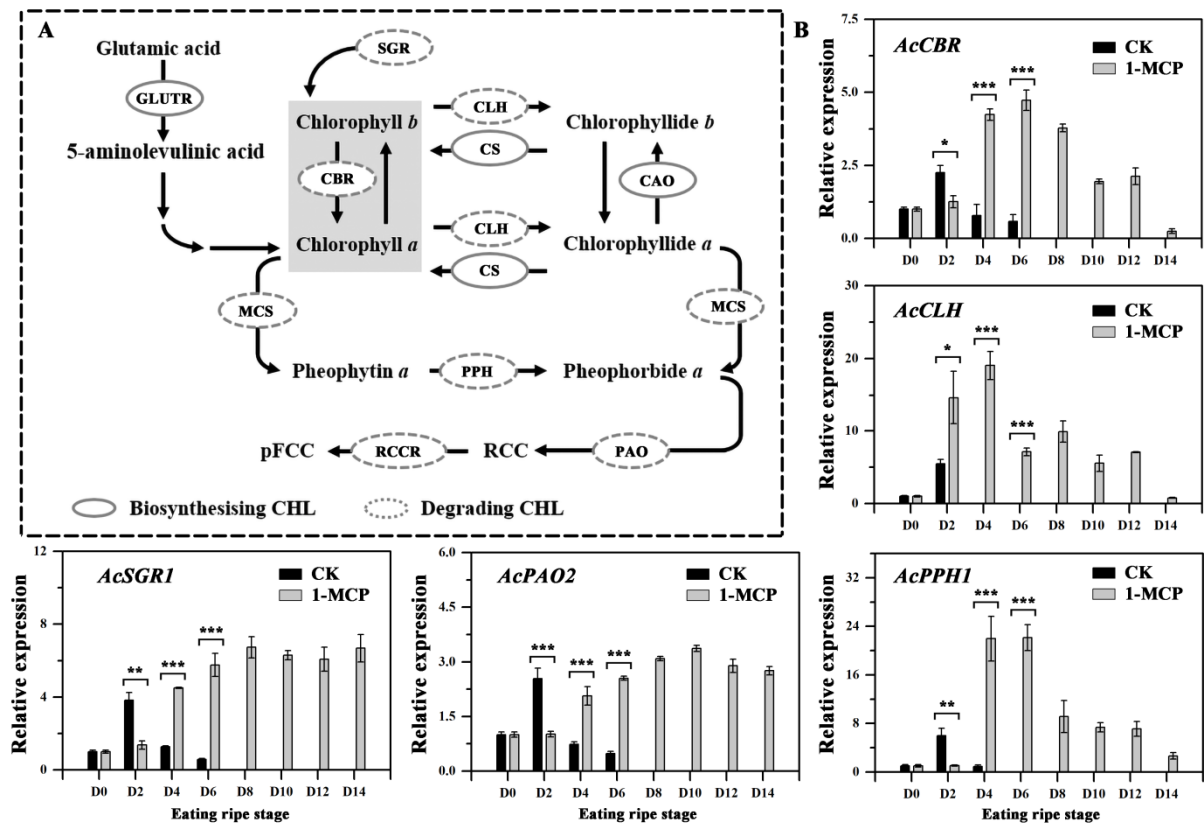 A
Glutamic acid
GLUTR
5-aminolevulinic acid
SGR
Chlorophyll b
CBR
Chlorophyll a
CLH
CS
CLH
CS
Chlorophyllide b
CAO
Chlorophyllide a
MCS
MCS
Pheophytin a
PPH
Pheophorbide a
pFCC
RCCR
RCC
PAO
Biosynthesising CHL
Degrading CHL
B
AcCBR
CK
1-MCP
Relative expression
7.5
5.0
2.5
0.0
*
***
***
D0 D2 D4 D6 D8 D10 D12 D14
AcCLH
CK
1-MCP
Relative expression
30
20
10
0
*
***
***
D0 D2 D4 D6 D8 D10 D12 D14
AcSGR1
CK
1-MCP
Relative expression
12
8
4
0
**
***
***
D0 D2 D4 D6 D8 D10 D12 D14
Eating ripe stage
AcPAO2
CK
1-MCP
Relative expression
6.0
4.5
3.0
1.5
0.0
***
***
***
D0 D2 D4 D6 D8 D10 D12 D14
Eating ripe stage
AcPPH1
CK
1-MCP
Relative expression
32
24
16
8
0
**
***
***
D0 D2 D4 D6 D8 D10 D12 D14
Eating ripe stage